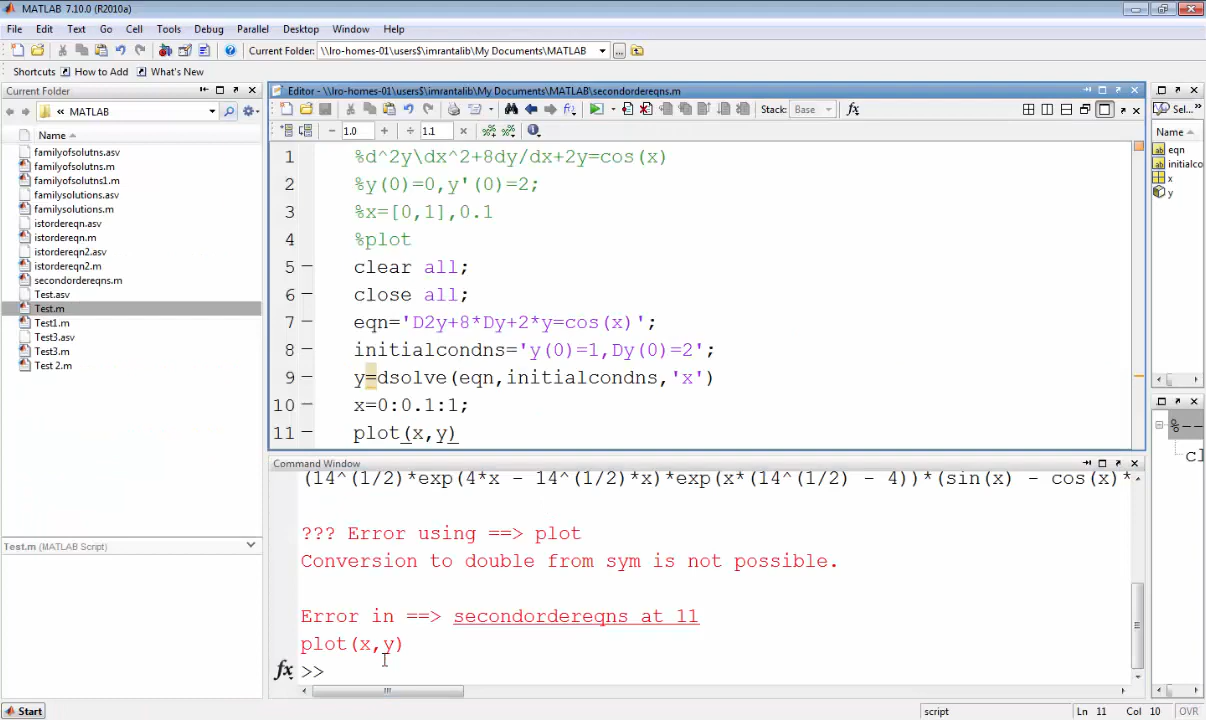 MATLAB 7.10.0 (R2010a)
File Edit Text Go Cell Tools Debug Parallel Desktop Window Help
Current Folder: \\lro-homes-01\users$\imrantalib\My Documents\MATLAB
Shortcuts How to Add What's New
Current Folder
« MATLAB
Name
familyofsolutns.asv
familyofsolutns.m
familyofsolutns1.m
familysolutions.asv
familysolutions.m
istordereqn.asv
istordereqn.m
istordereqn2.asv
istordereqn2.m
secondordereqns.m
Test.asv
Test.m
Test1.m
Test3.asv
Test3.m
Test 2.m
Test.m (MATLAB Script)
Editor - \\lro-homes-01\users$\imrantalib\My Documents\MATLAB\secondordereqns.m
Stack: Base
1.0 1.1
1 %d^2y\dx^2+8dy/dx+2y=cos(x)
2 %y(0)=0,y'(0)=2;
3 %x=[0,1],0.1
4 %plot
5 clear all;
6 close all;
7 eqn='D2y+8*Dy+2*y=cos(x)';
8 initialcondns='y(0)=1,Dy(0)=2';
9 y=dsolve(eqn,initialcondns,'x')
10 x=0:0.1:1;
11 plot(x,y)
Command Window
(14^(1/2)*exp(4*x - 14^(1/2)*x)*exp(x*(14^(1/2) - 4))*(sin(x) - cos(x)*
??? Error using ==> plot
Conversion to double from sym is not possible.
Error in ==> secondordereqns at 11
plot(x,y)
fx >>
Sel...
Name
eqn
initialco
x
y
%--
cl
Start
script
Ln 11 Col 10 OVR